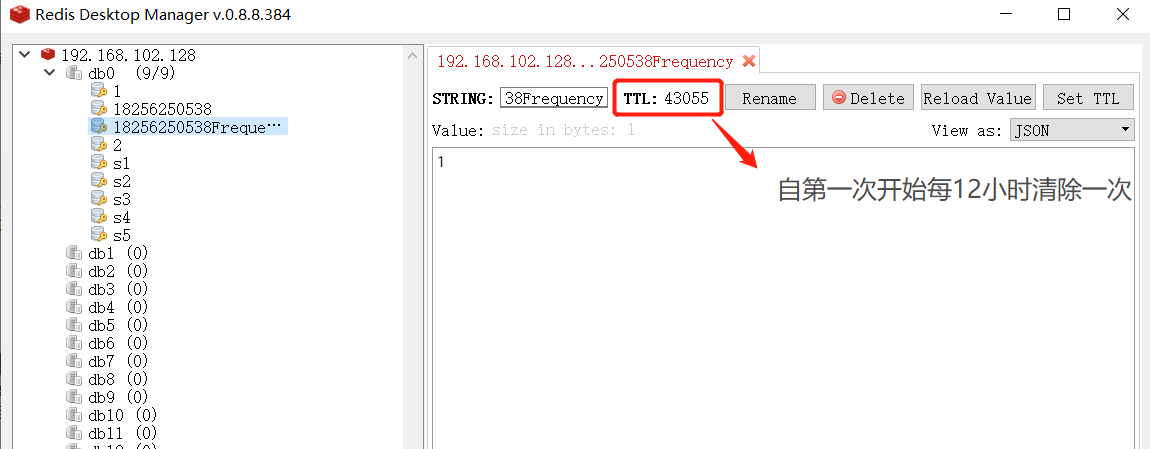 Redis Desktop Manager v.0.8.8.384
192.168.102.128
db0 (9/9)
1
18256250538
18256250538Freque…
2
s1
s2
s3
s4
s5
db1 (0)
db2 (0)
db3 (0)
db4 (0)
db5 (0)
db6 (0)
db7 (0)
db8 (0)
db9 (0)
db10 (0)
db11 (0)
192.168.102.128...250538Frequency
STRING: 38Frequency TTL: 43055 Rename Delete Reload Value Set TTL
Value: size in bytes: 1 View as: JSON
1
自第一次开始每12小时清除一次